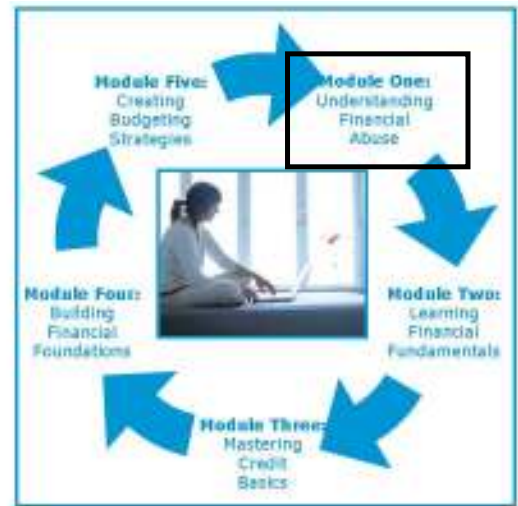 Module One:
Understanding
Financial
Abuse
Module Two:
Learning
Financial
Fundamentals
Module Three:
Mastering
Credit
Basics
Module Four:
Building
Financial
Foundations
Module Five:
Creating
Budgeting
Strategies